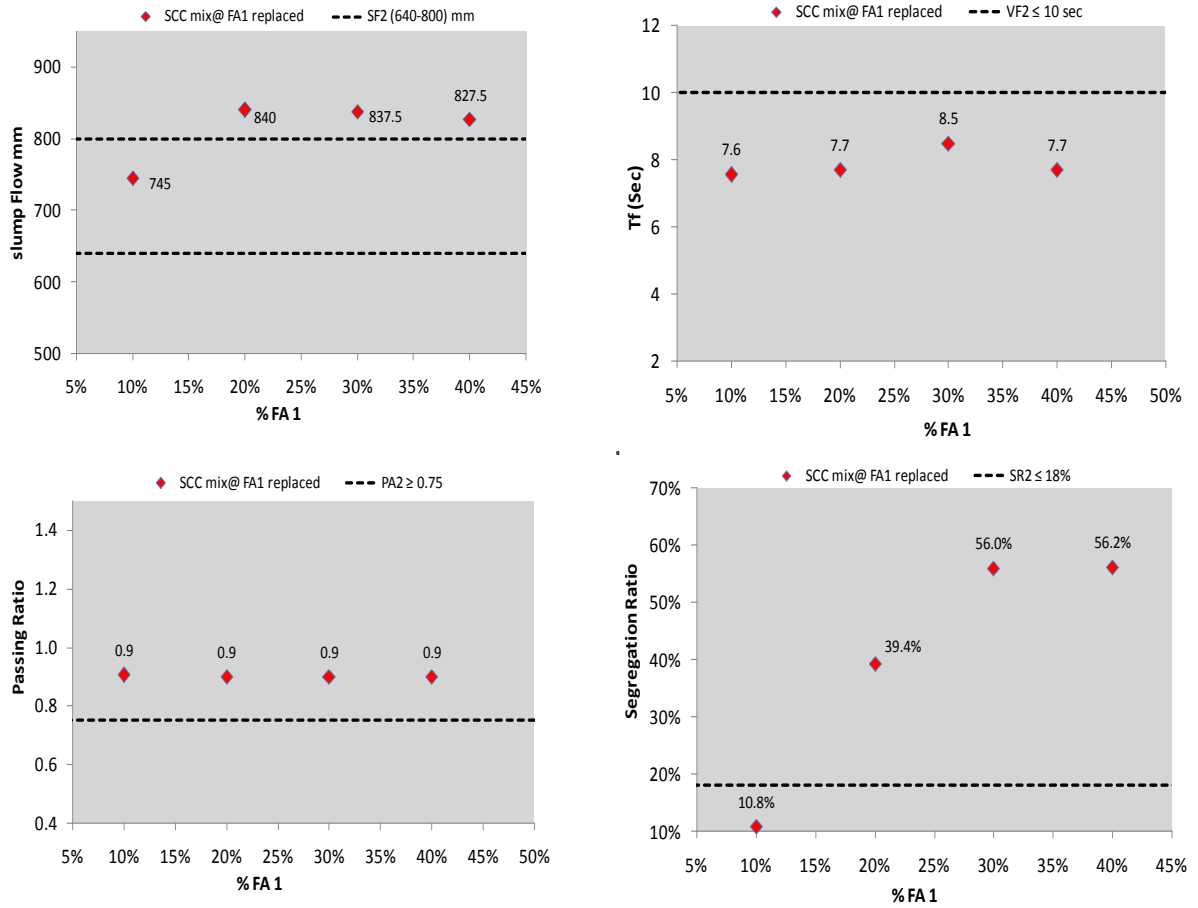 SCC mix@ FA1 replaced SF2 (640-800) mm
900
800
700
600
500
827.5
840
837.5
745
slump Flow mm
5% 10% 15% 20% 25% 30% 35% 40% 45%
% FA 1
SCC mix@ FA1 replaced VF2 ≤ 10 sec
12
10
8
6
4
2
8.5
7.6
7.7
7.7
Tf (Sec)
5% 10% 15% 20% 25% 30% 35% 40% 45% 50%
% FA 1
SCC mix@ FA1 replaced PA2 ≥ 0.75
1.4
1.2
1.0
0.8
0.6
0.4
0.9
0.9
0.9
0.9
Passing Ratio
5% 10% 15% 20% 25% 30% 35% 40% 45% 50%
% FA 1
SCC mix@ FA1 replaced SR2 ≤ 18%
70%
60%
50%
40%
30%
20%
10%
56.0%
56.2%
39.4%
10.8%
Segregation Ratio
5% 10% 15% 20% 25% 30% 35% 40% 45%
% FA 1